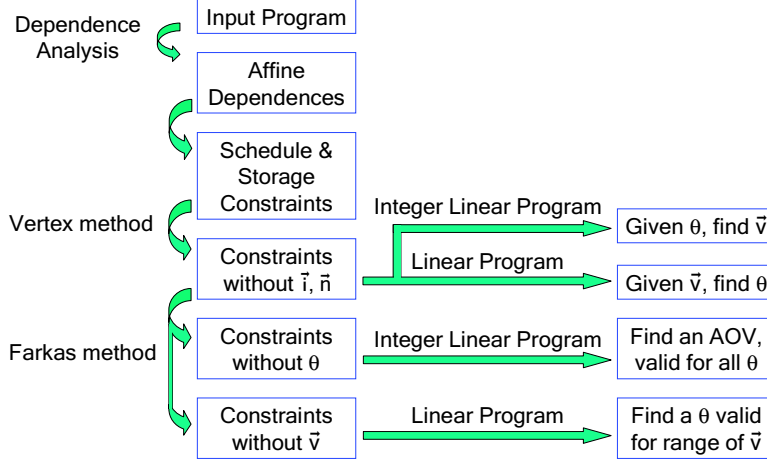 Dependence
Analysis
Input Program
Affine
Dependences
Schedule &
Storage
Constraints
Vertex method
Integer Linear Program
Given θ, find v⃗
Constraints
without i⃗, n⃗
Linear Program
Given v⃗, find θ
Farkas method
Constraints
without θ
Integer Linear Program
Find an AOV,
valid for all θ
Constraints
without v⃗
Linear Program
Find a θ valid
for range of v⃗